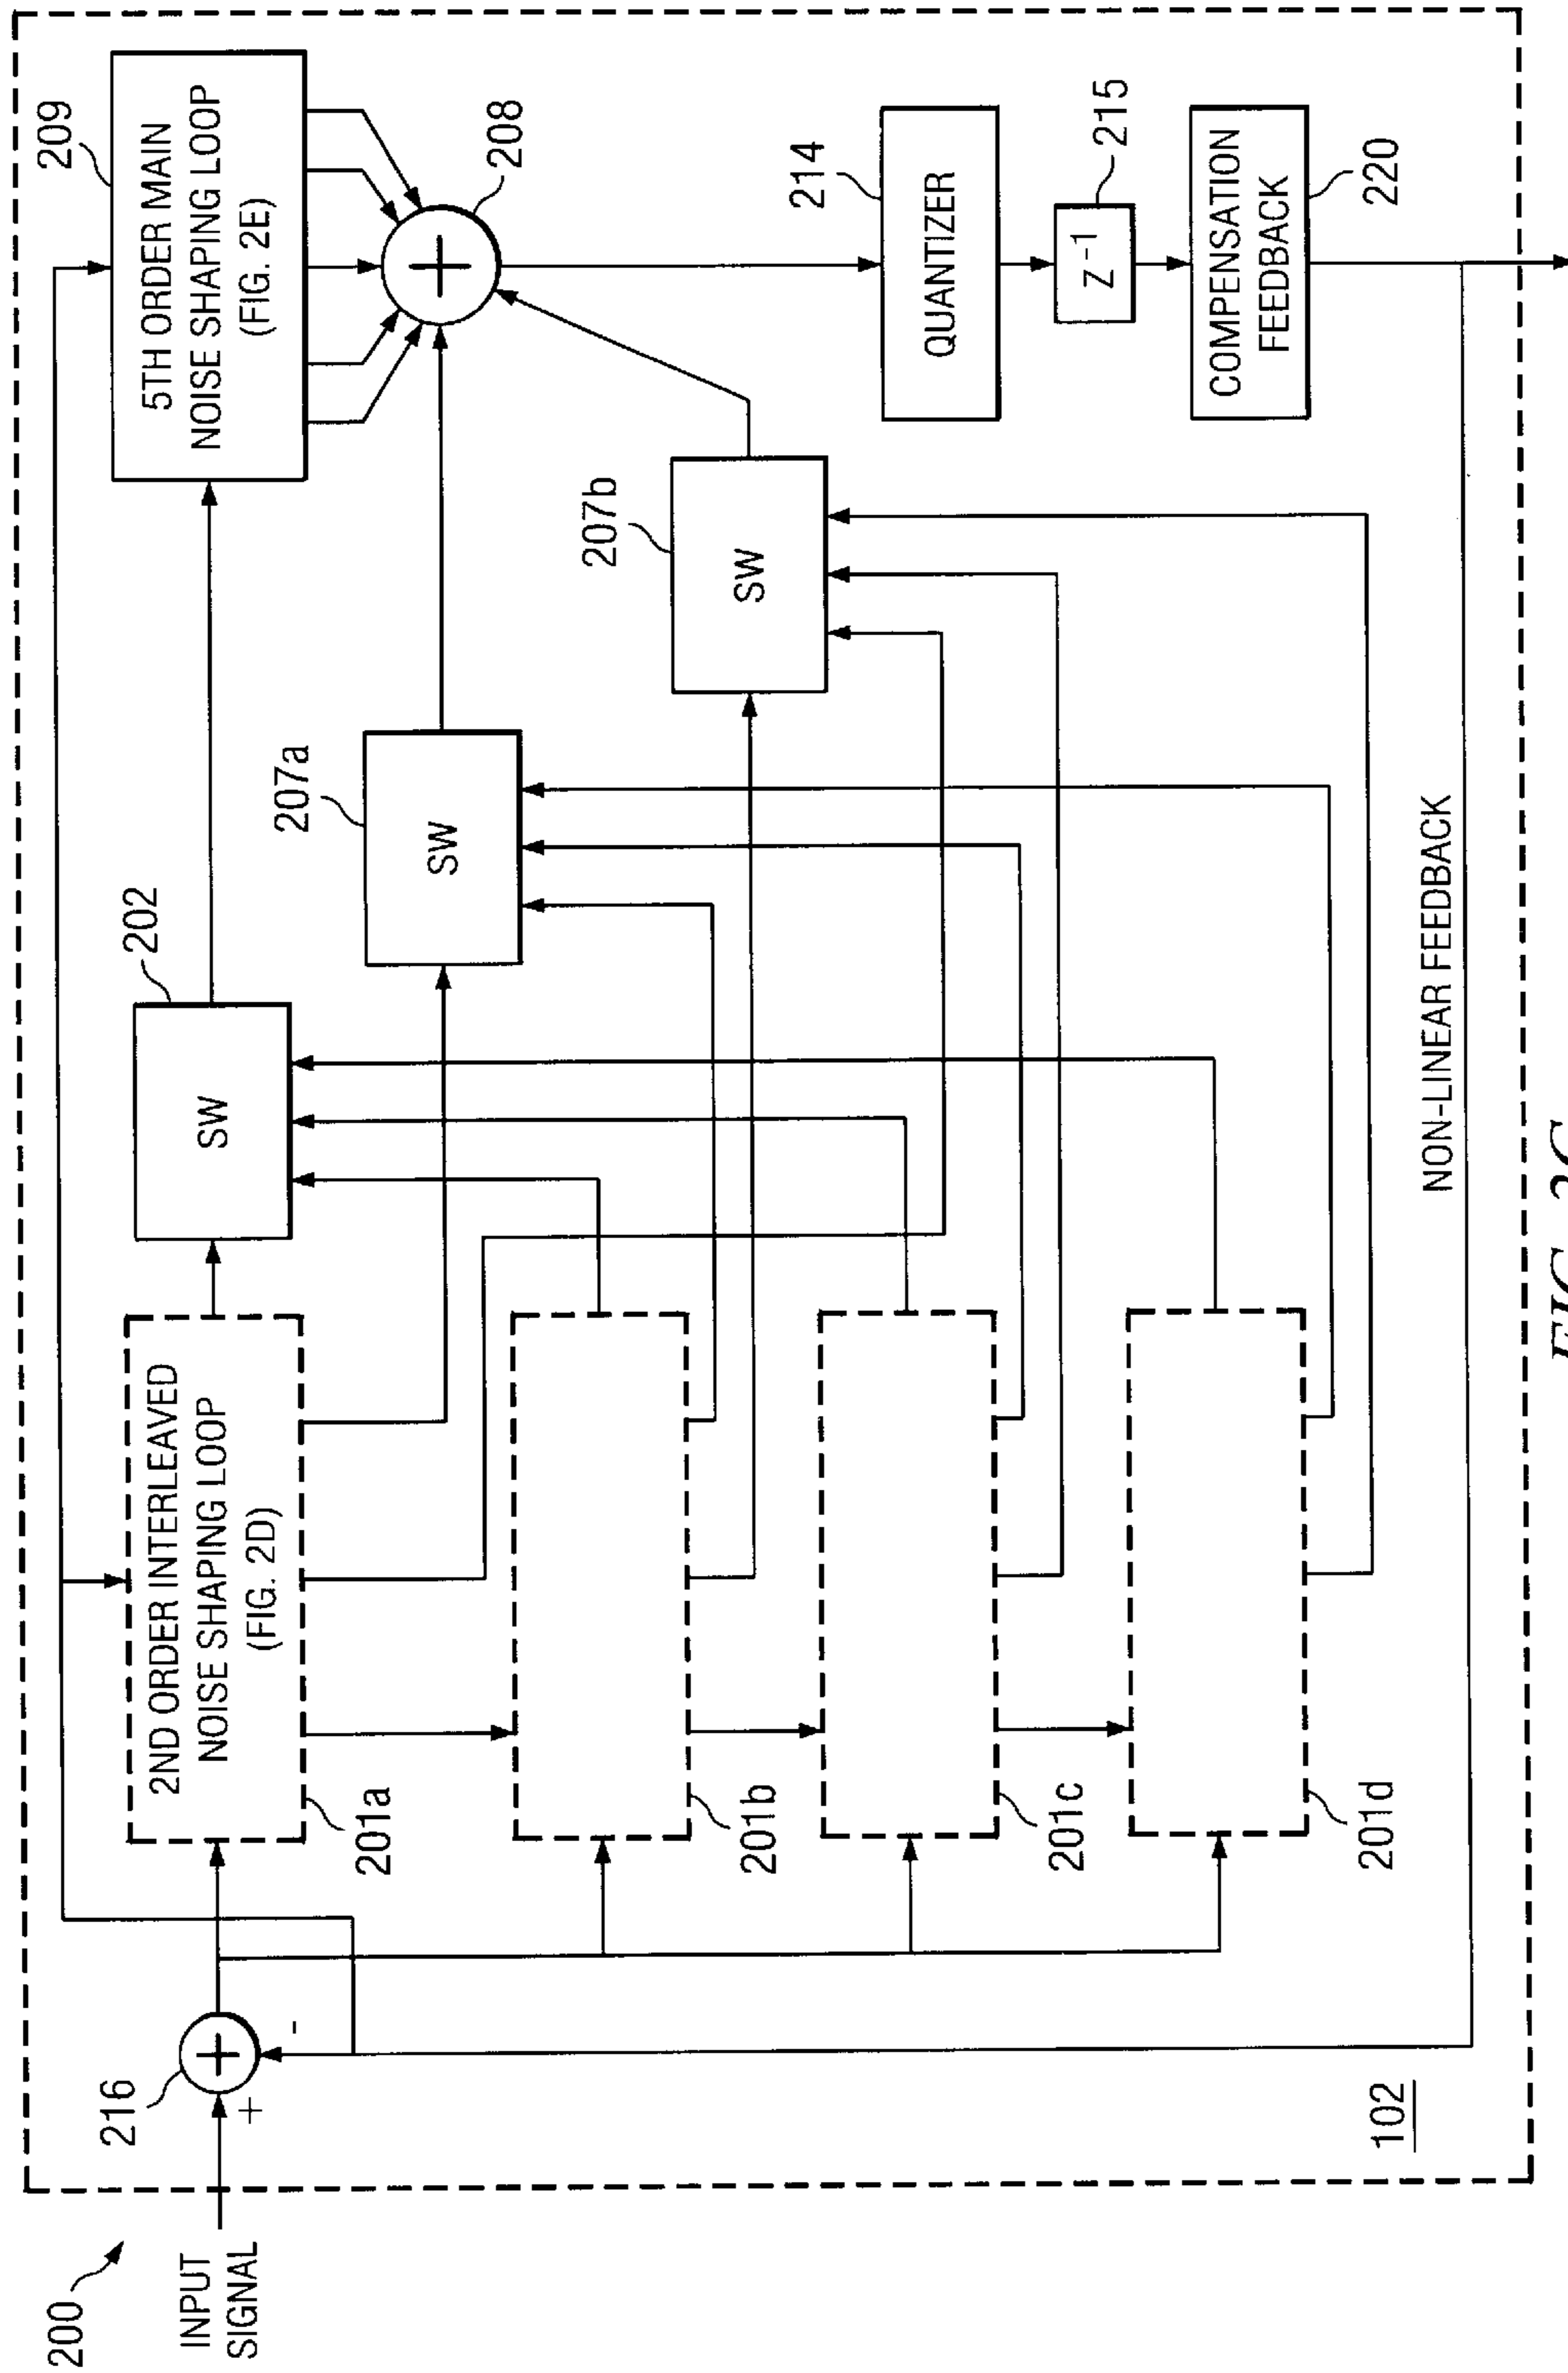 200
INPUT
SIGNAL
216
+
-
102
2ND ORDER INTERLEAVED
NOISE SHAPING LOOP
(FIG. 2D)
201a
201b
201c
201d
SW
202
SW
207a
SW
207b
5TH ORDER MAIN
NOISE SHAPING LOOP
(FIG. 2E)
209
+
208
QUANTIZER
214
Z⁻¹
215
COMPENSATION
FEEDBACK
220
NON-LINEAR FEEDBACK